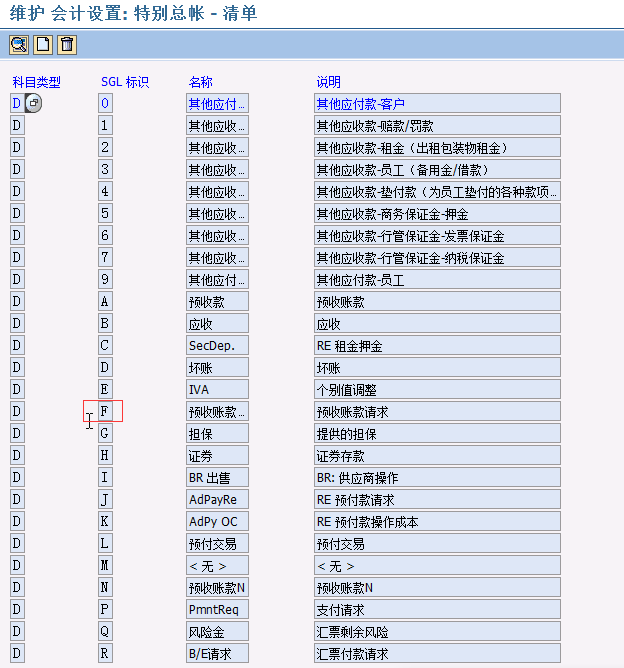 维护 会计设置: 特别总帐 - 清单
科目类型 SGL 标识 名称 说明
D 0 其他应付... 其他应付款-客户
D 1 其他应收... 其他应收款-赔款/罚款
D 2 其他应收... 其他应收款-租金（出租包装物租金）
D 3 其他应收... 其他应收款-员工（备用金/借款）
D 4 其他应收... 其他应收款-垫付款（为员工垫付的各种款项...
D 5 其他应收... 其他应收款-商务保证金-押金
D 6 其他应收... 其他应收款-行管保证金-发票保证金
D 7 其他应收... 其他应收款-行管保证金-纳税保证金
D 9 其他应付... 其他应付款-员工
D A 预收款 预收账款
D B 应收 应收
D C SecDep. RE 租金押金
D D 坏账 坏账
D E IVA 个别值调整
D F 预收账款... 预收账款请求
D G 担保 提供的担保
D H 证券 证券存款
D I BR 出售 BR: 供应商操作
D J AdPayRe RE 预付款请求
D K AdPy OC RE 预付款操作成本
D L 预付交易 预付交易
D M < 无 > < 无 >
D N 预收账款N 预收账款N
D P PmntReq 支付请求
D Q 风险金 汇票剩余风险
D R B/E请求 汇票付款请求